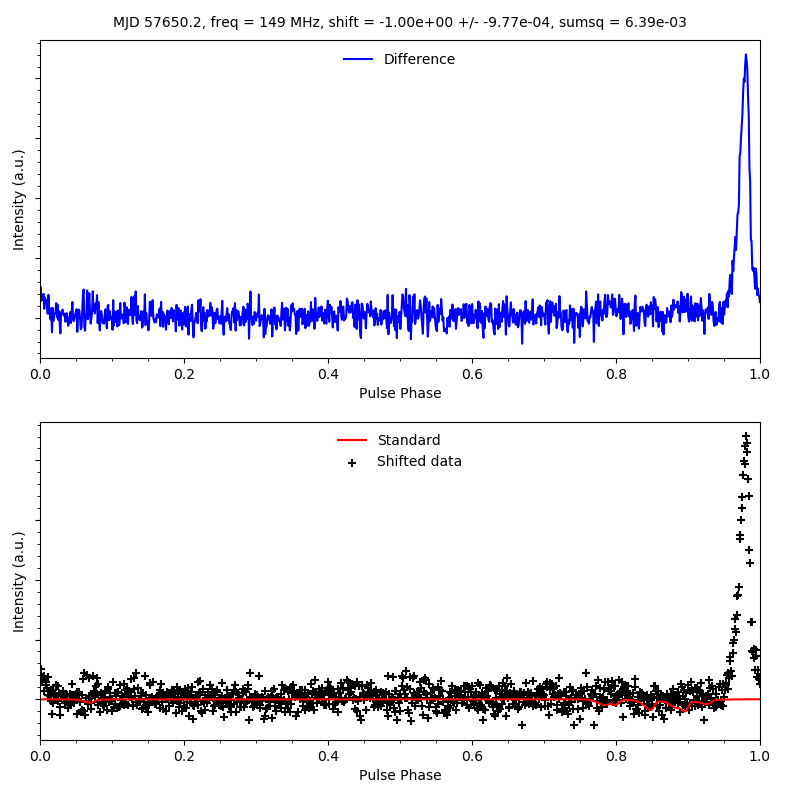 MJD 57650.2, freq = 149 MHz, shift = -1.00e+00 +/- -9.77e-04, sumsq = 6.39e-03
Difference
Intensity (a.u.)
0.0 0.2 0.4 0.6 0.8 1.0
Pulse Phase
Standard
Shifted data
Intensity (a.u.)
0.0 0.2 0.4 0.6 0.8 1.0
Pulse Phase